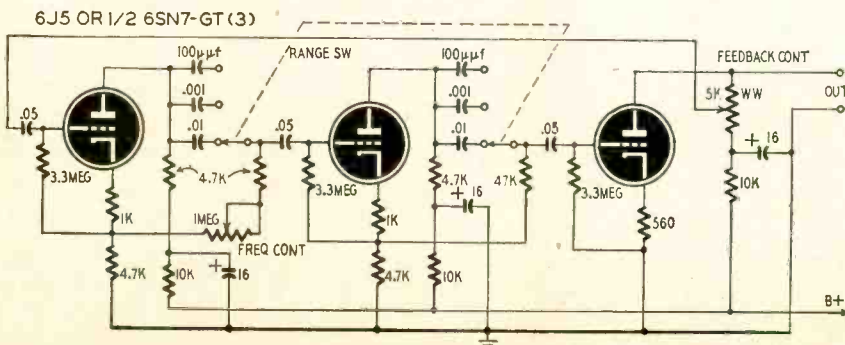 6J5 OR 1/2 6SN7-GT (3)
100µµf
RANGE SW
100µµf
FEEDBACK CONT
.001
.001
5K
WW
OUT
.05
.01
.05
.01
.05
+ 16
3.3MEG
4.7K
3.3MEG
4.7K
47K
3.3MEG
10K
1K
1MEG
1K
+ 16
560
FREQ CONT
4.7K
10K
+ 16
4.7K
10K
B+